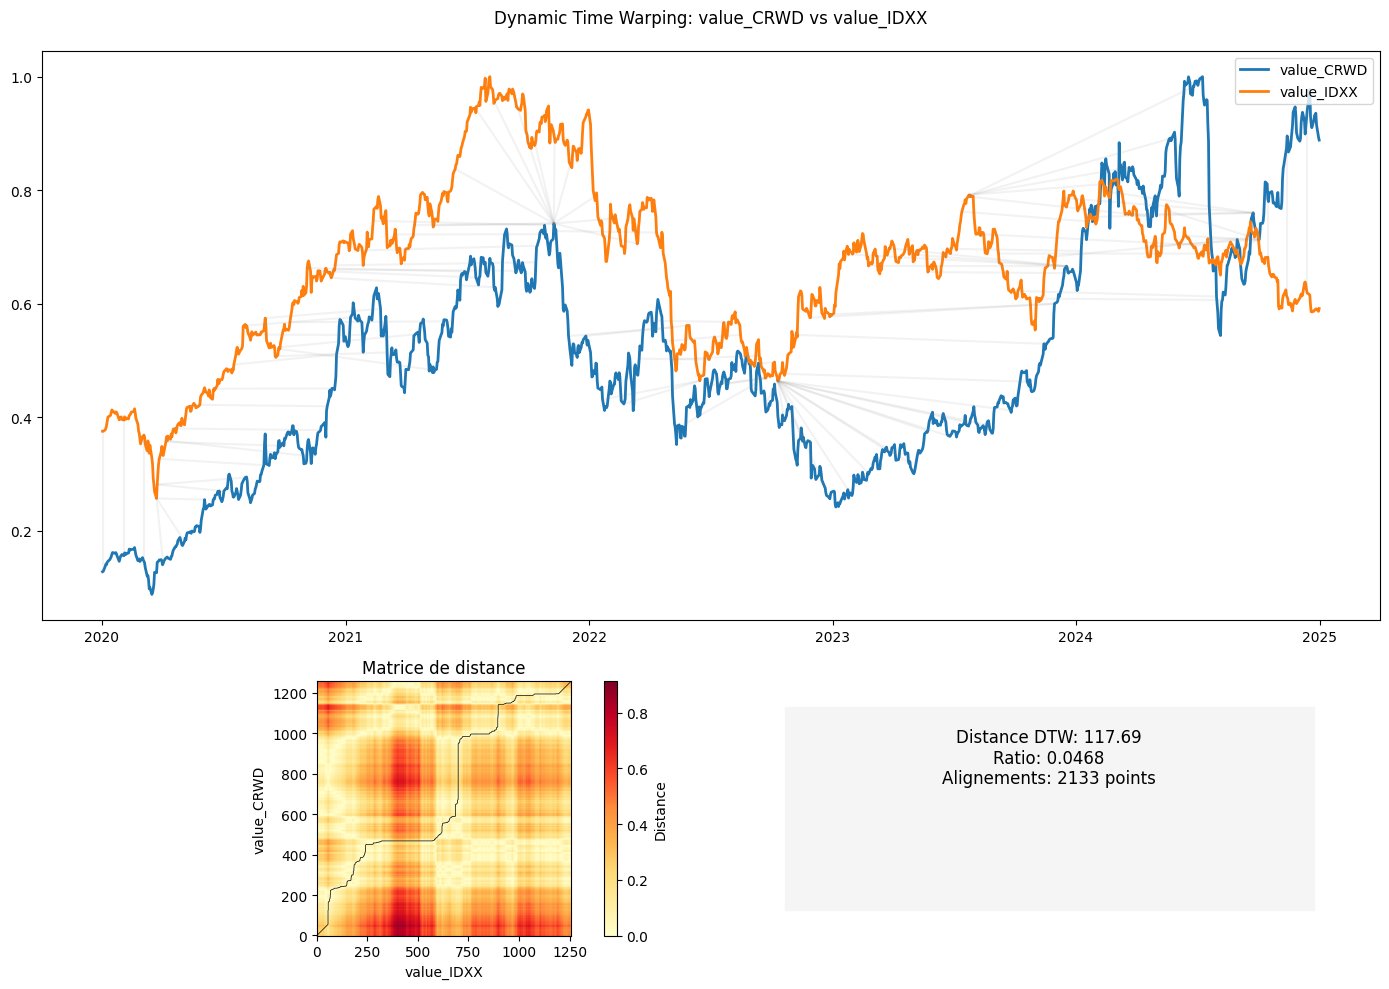 Dynamic Time Warping: value_CRWD vs value_IDXX
value_CRWD
value_IDXX
1.0
0.8
0.6
0.4
0.2
2020 2021 2022 2023 2024 2025
Matrice de distance
value_CRWD
1200
1000
800
600
400
200
0
0 250 500 750 1000 1250
value_IDXX
0.8
0.6
0.4
0.2
0.0
Distance
Distance DTW: 117.69
Ratio: 0.0468
Alignements: 2133 points